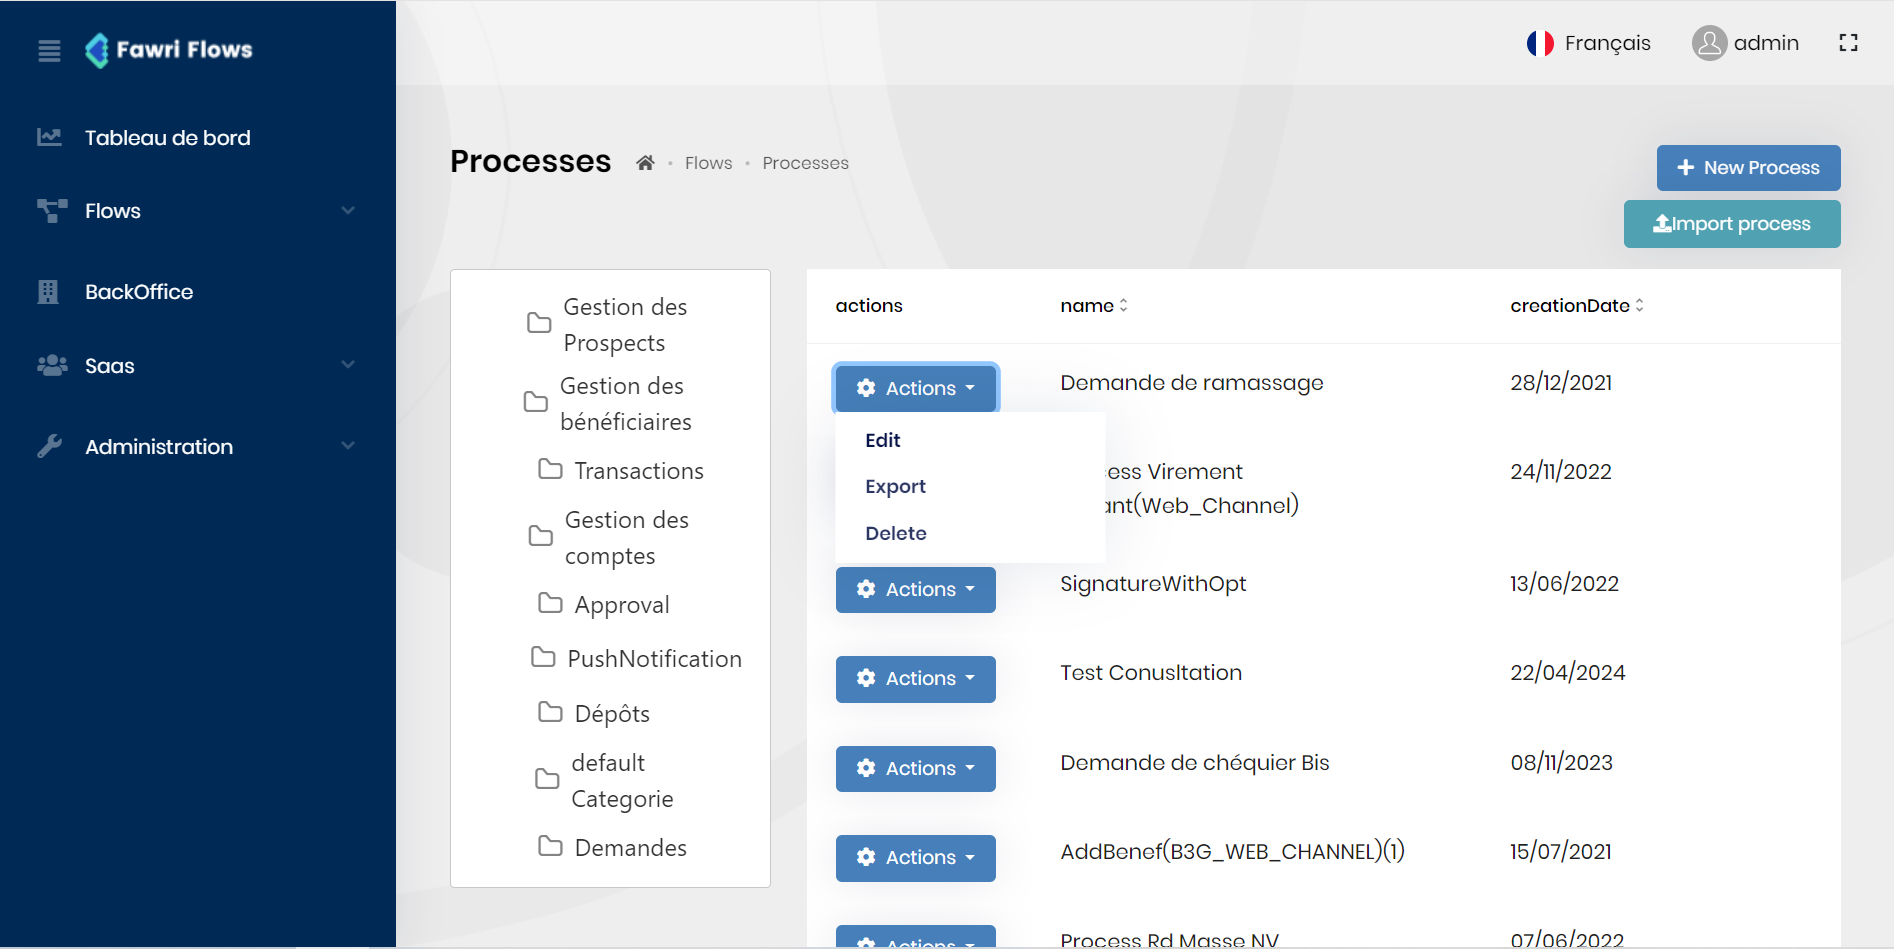 Fawri Flows
Français
admin
Tableau de bord
Flows
BackOffice
Saas
Administration
Processes
Flows
Processes
New Process
Import process
Gestion des
Prospects
Gestion des
bénéficiaires
Transactions
Gestion des
comptes
Approval
PushNotification
Dépôts
default
Categorie
Demandes
actions
name
creationDate
Actions
Demande de ramassage
28/12/2021
Edit
Export
Delete
ess Virement
ant(Web_Channel)
24/11/2022
Actions
SignatureWithOpt
13/06/2022
Actions
Test Conusltation
22/04/2024
Actions
Demande de chéquier Bis
08/11/2023
Actions
AddBenef(B3G_WEB_CHANNEL)(1)
15/07/2021
Actions
Process Rd Masse NV
07/06/2022